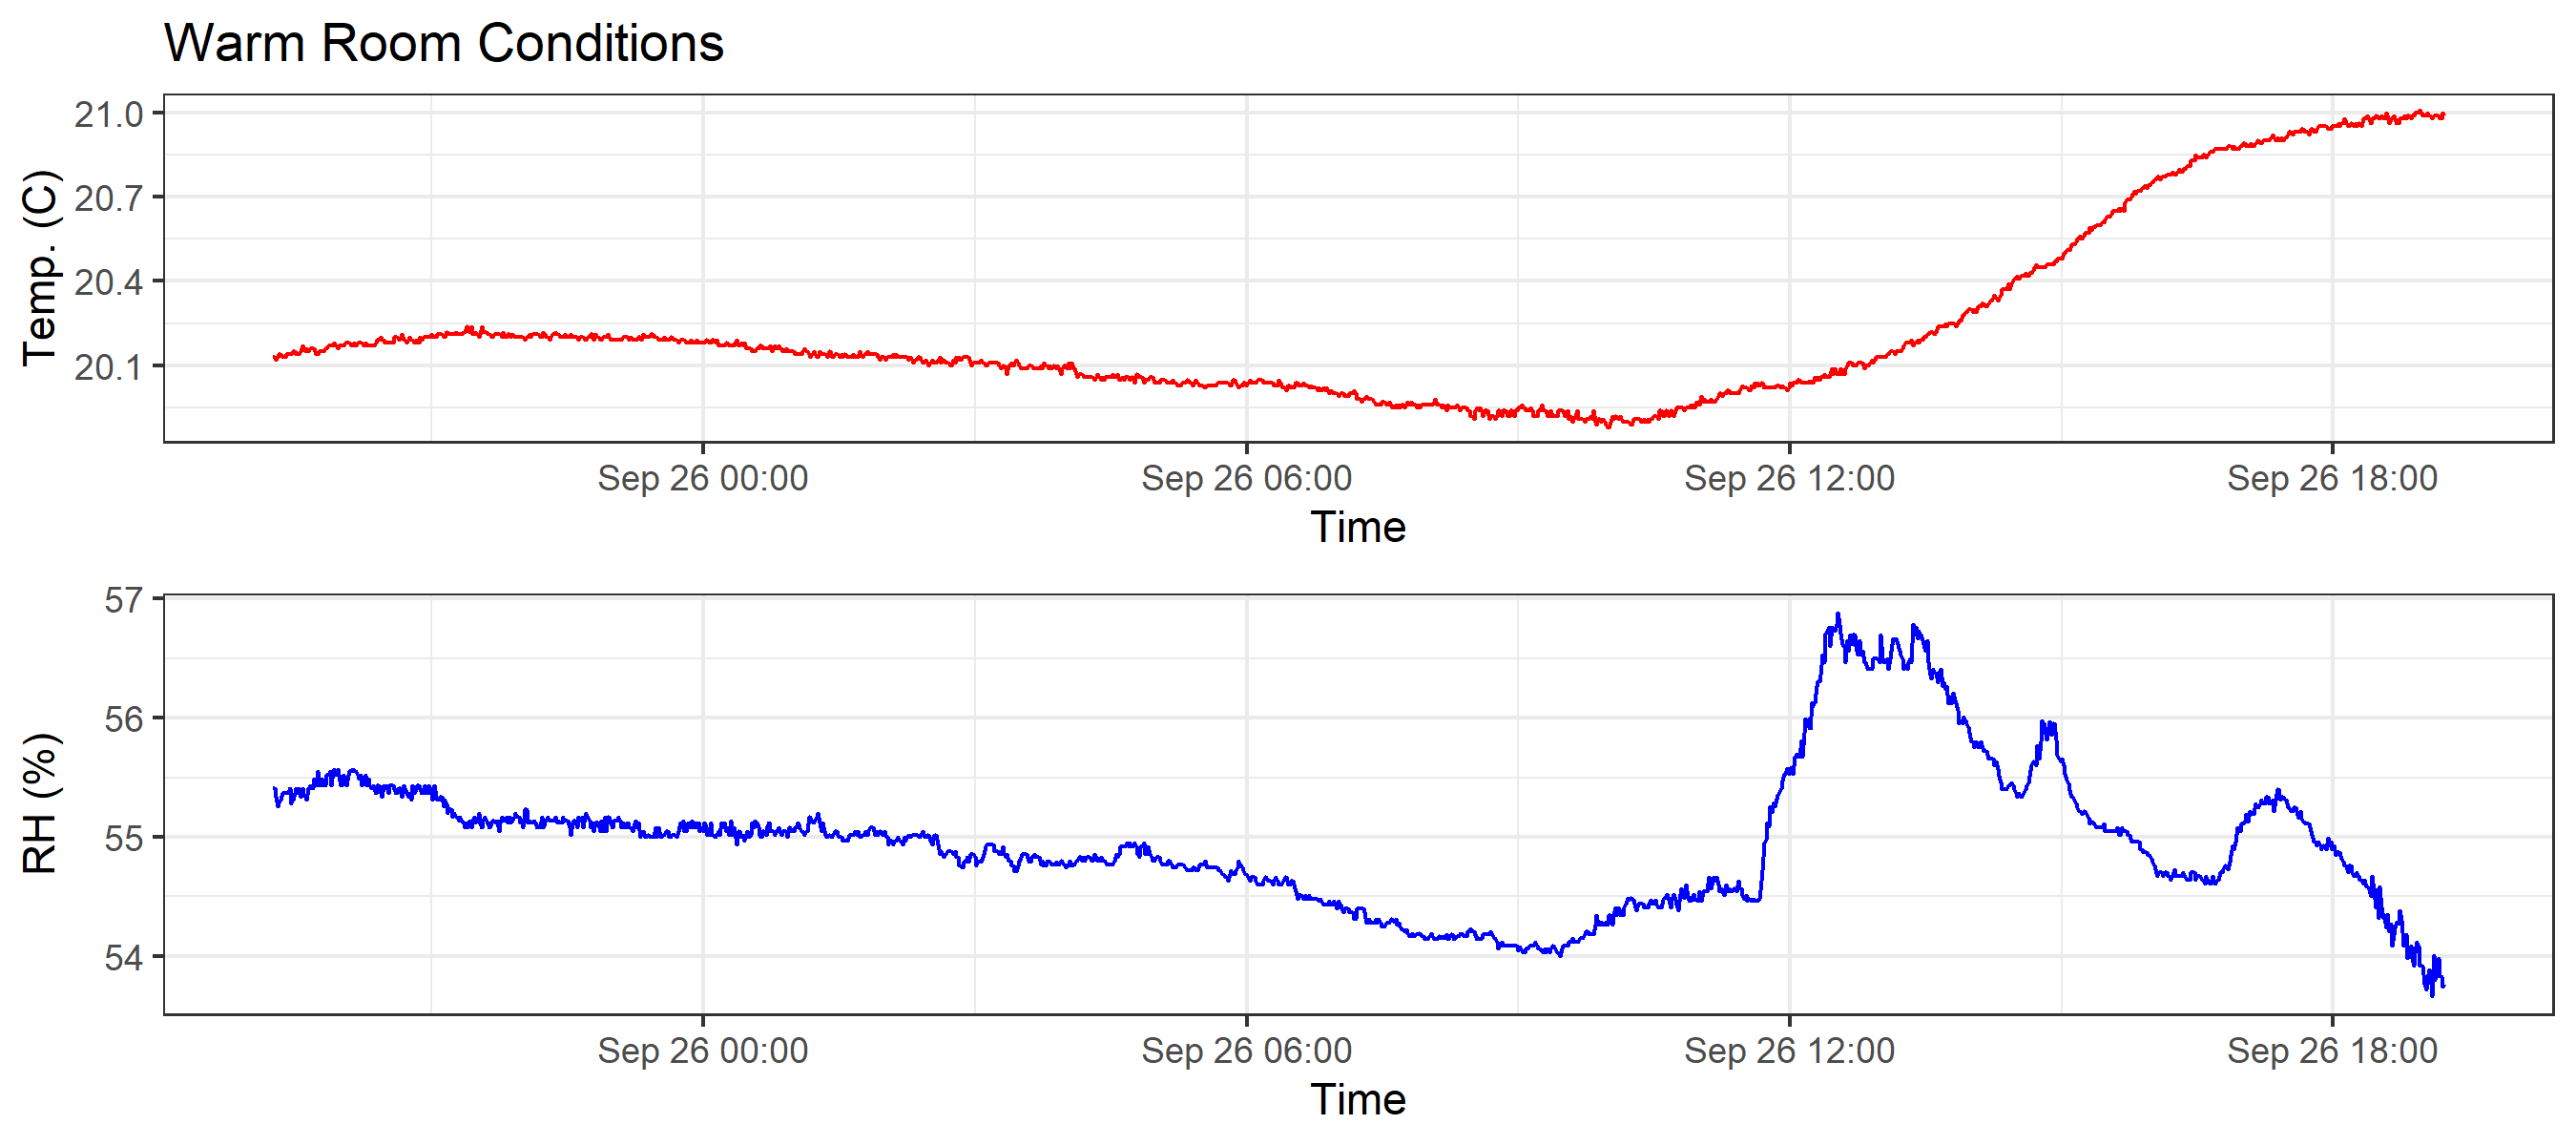 Warm Room Conditions
Temp. (C)
21.0
20.7
20.4
20.1
Sep 26 00:00 Sep 26 06:00 Sep 26 12:00 Sep 26 18:00
Time
RH (%)
57
56
55
54
Sep 26 00:00 Sep 26 06:00 Sep 26 12:00 Sep 26 18:00
Time